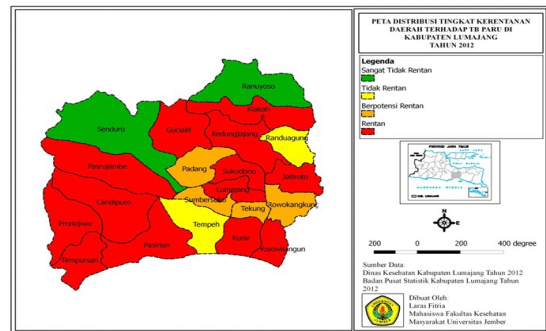 PETA DISTRIBUSI TINGKAT KERENTANAN
DAERAH TERHADAP TB PARU DI
KABUPATEN LUMAJANG
TAHUN 2012
Legenda
Sangat Tidak Rentan
Tidak Rentan
Berpotensi Rentan
Rentan
Ranuyoso
Klakah
Senduro
Gucialit
Kedungjajang
Randuagung
Padang
Pasrujambe
Sukodono
Jatiroto
Lumajang
Candipuro
Sumbersuko
Tekung
Rowokangkung
Tempeh
Pronojiwo
Pasirian
Kunir
Yosowilangun
Tempursari
PROVINSI JAWA TIMUR
N
E
200 0 200 400 degree
Sumber Data:
Dinas Kesehatan Kabupaten Lumajang Tahun 2012
Badan Pusat Statistik Kabupaten Lumajang Tahun
2012
Dibuat Oleh:
Laras Fitria
Mahasiswa Fakultas Kesehatan
Masyarakat Universitas Jember